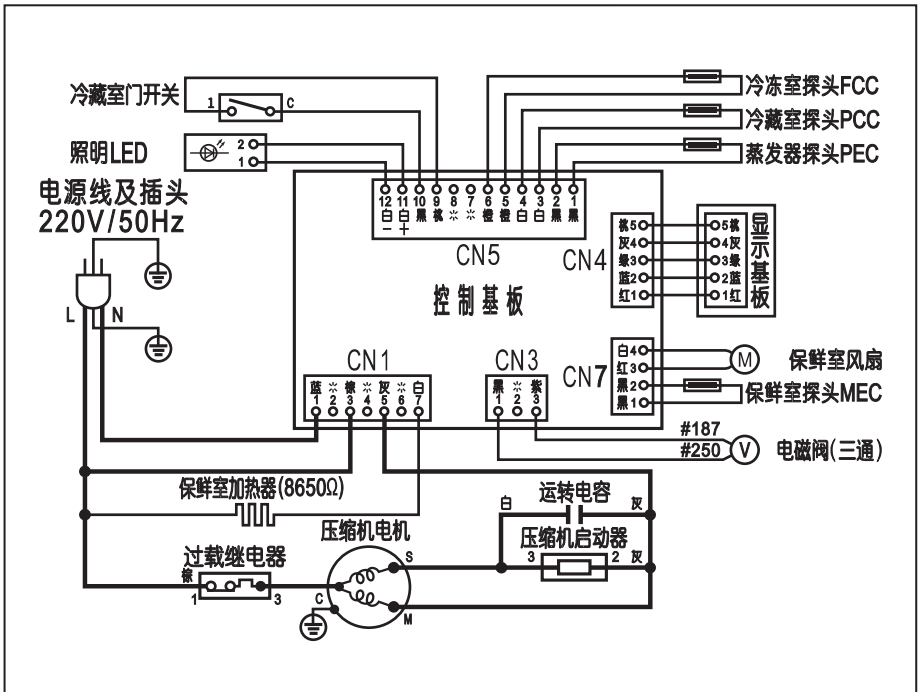 冷藏室门开关
1 C
冷冻室探头FCC
冷藏室探头PCC
照明LED
2
1
蒸发器探头PEC
电源线及插头
220V/50Hz
12 11 10 9 8 7 6 5 4 3 2 1
白 白 黑 桃 ※ ※ 橙 橙 白 白 黑 黑
− +
CN5
CN4
桃5
灰4
绿3
蓝2
红1
5桃
4灰
3绿
2蓝
1红
显示基板
控制基板
L N
CN1
蓝 ※ 棕 ※ 灰 ※ 白
1 2 3 4 5 6 7
CN3
黑 ※ 紫
1 2 3
CN7
白4
红3
黑2
黑1
M
保鲜室风扇
保鲜室探头MEC
#187
#250
V
电磁阀(三通)
保鲜室加热器(8650Ω)
运转电容
白 灰
压缩机电机
压缩机启动器
3 2 灰
过载继电器
棕
1 3
S
C
M